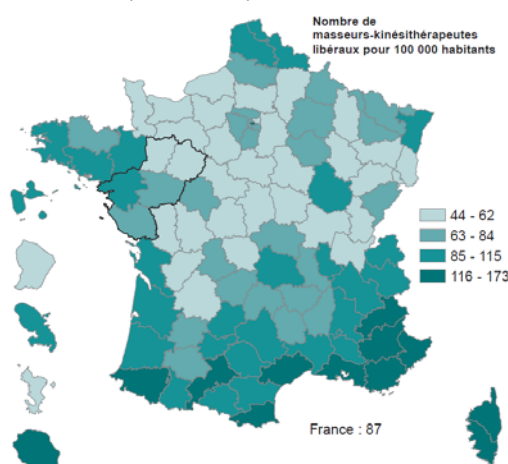 Nombre de
masseurs-kinésithérapeutes
libéraux pour 100 000 habitants
44 - 62
63 - 84
85 - 115
116 - 173
France : 87